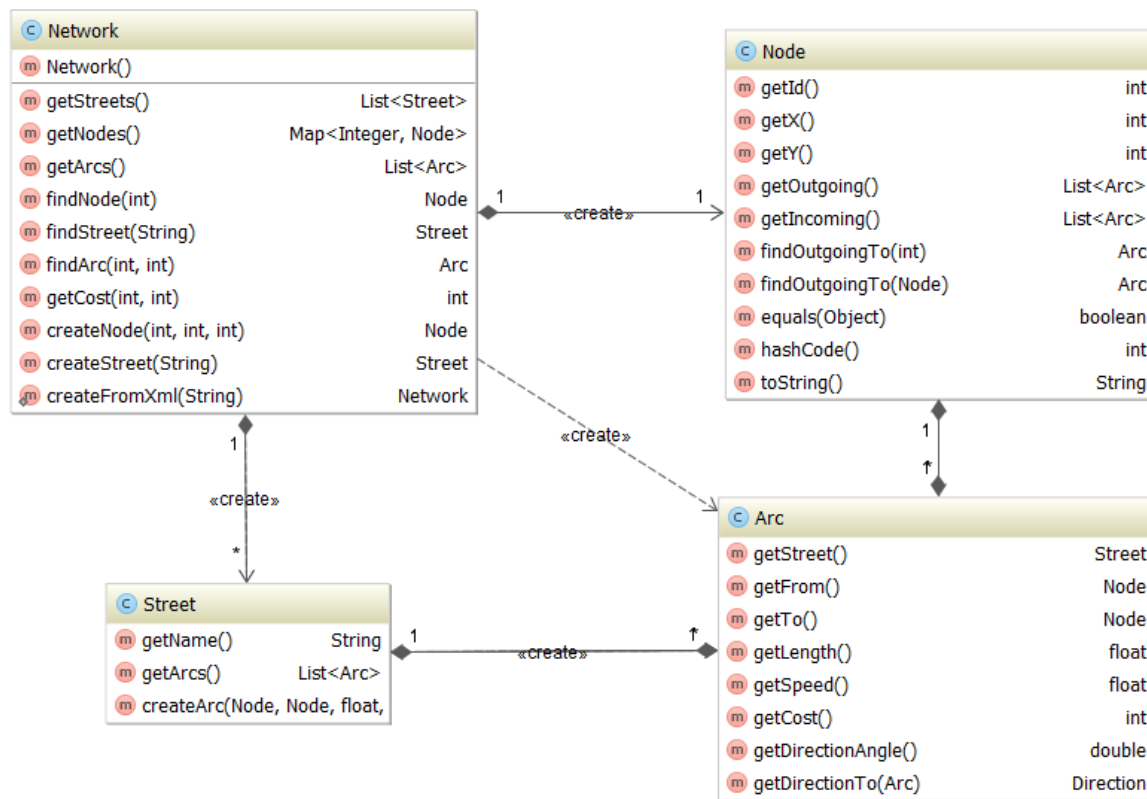 Network
Network()
getStreets() List<Street>
getNodes() Map<Integer, Node>
getArcs() List<Arc>
findNode(int) Node
findStreet(String) Street
findArc(int, int) Arc
getCost(int, int) int
createNode(int, int, int) Node
createStreet(String) Street
createFromXml(String) Network
Node
getId() int
getX() int
getY() int
getOutgoing() List<Arc>
getIncoming() List<Arc>
findOutgoingTo(int) Arc
findOutgoingTo(Node) Arc
equals(Object) boolean
hashCode() int
toString() String
1 «create» 1
1
«create»
*
«create»
1
*
Street
getName() String
getArcs() List<Arc>
createArc(Node, Node, float,
1 «create» *
Arc
getStreet() Street
getFrom() Node
getTo() Node
getLength() float
getSpeed() float
getCost() int
getDirectionAngle() double
getDirectionTo(Arc) Direction